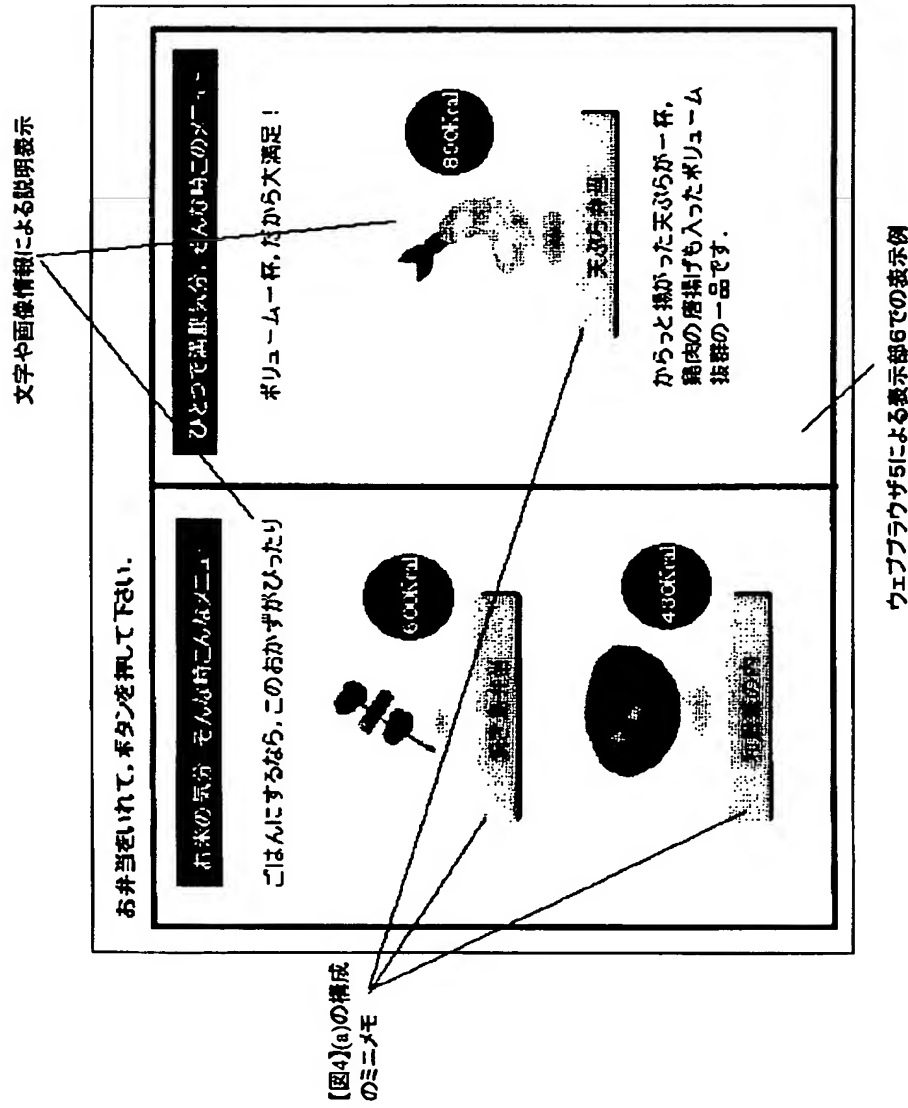 文字や画像情報による説明表示
お弁当をいれて,ボタンを押して下さい.
お米の気分 そんな時こんなメニュ
ごはんにするなら,このおかずがぴったり
600Kcal
480Kcal
ひとつで満腹気分,そんな時このメニュー
ボリューム一杯,だから大満足!
890Kcal
天ぷら弁当
からっと揚がった天ぷらが一杯,
鶏肉の唐揚げも入ったボリューム
抜群の一品です.
【図4】(a)の構成
のミニメモ
ウェブブラウザ5による表示部6での表示例